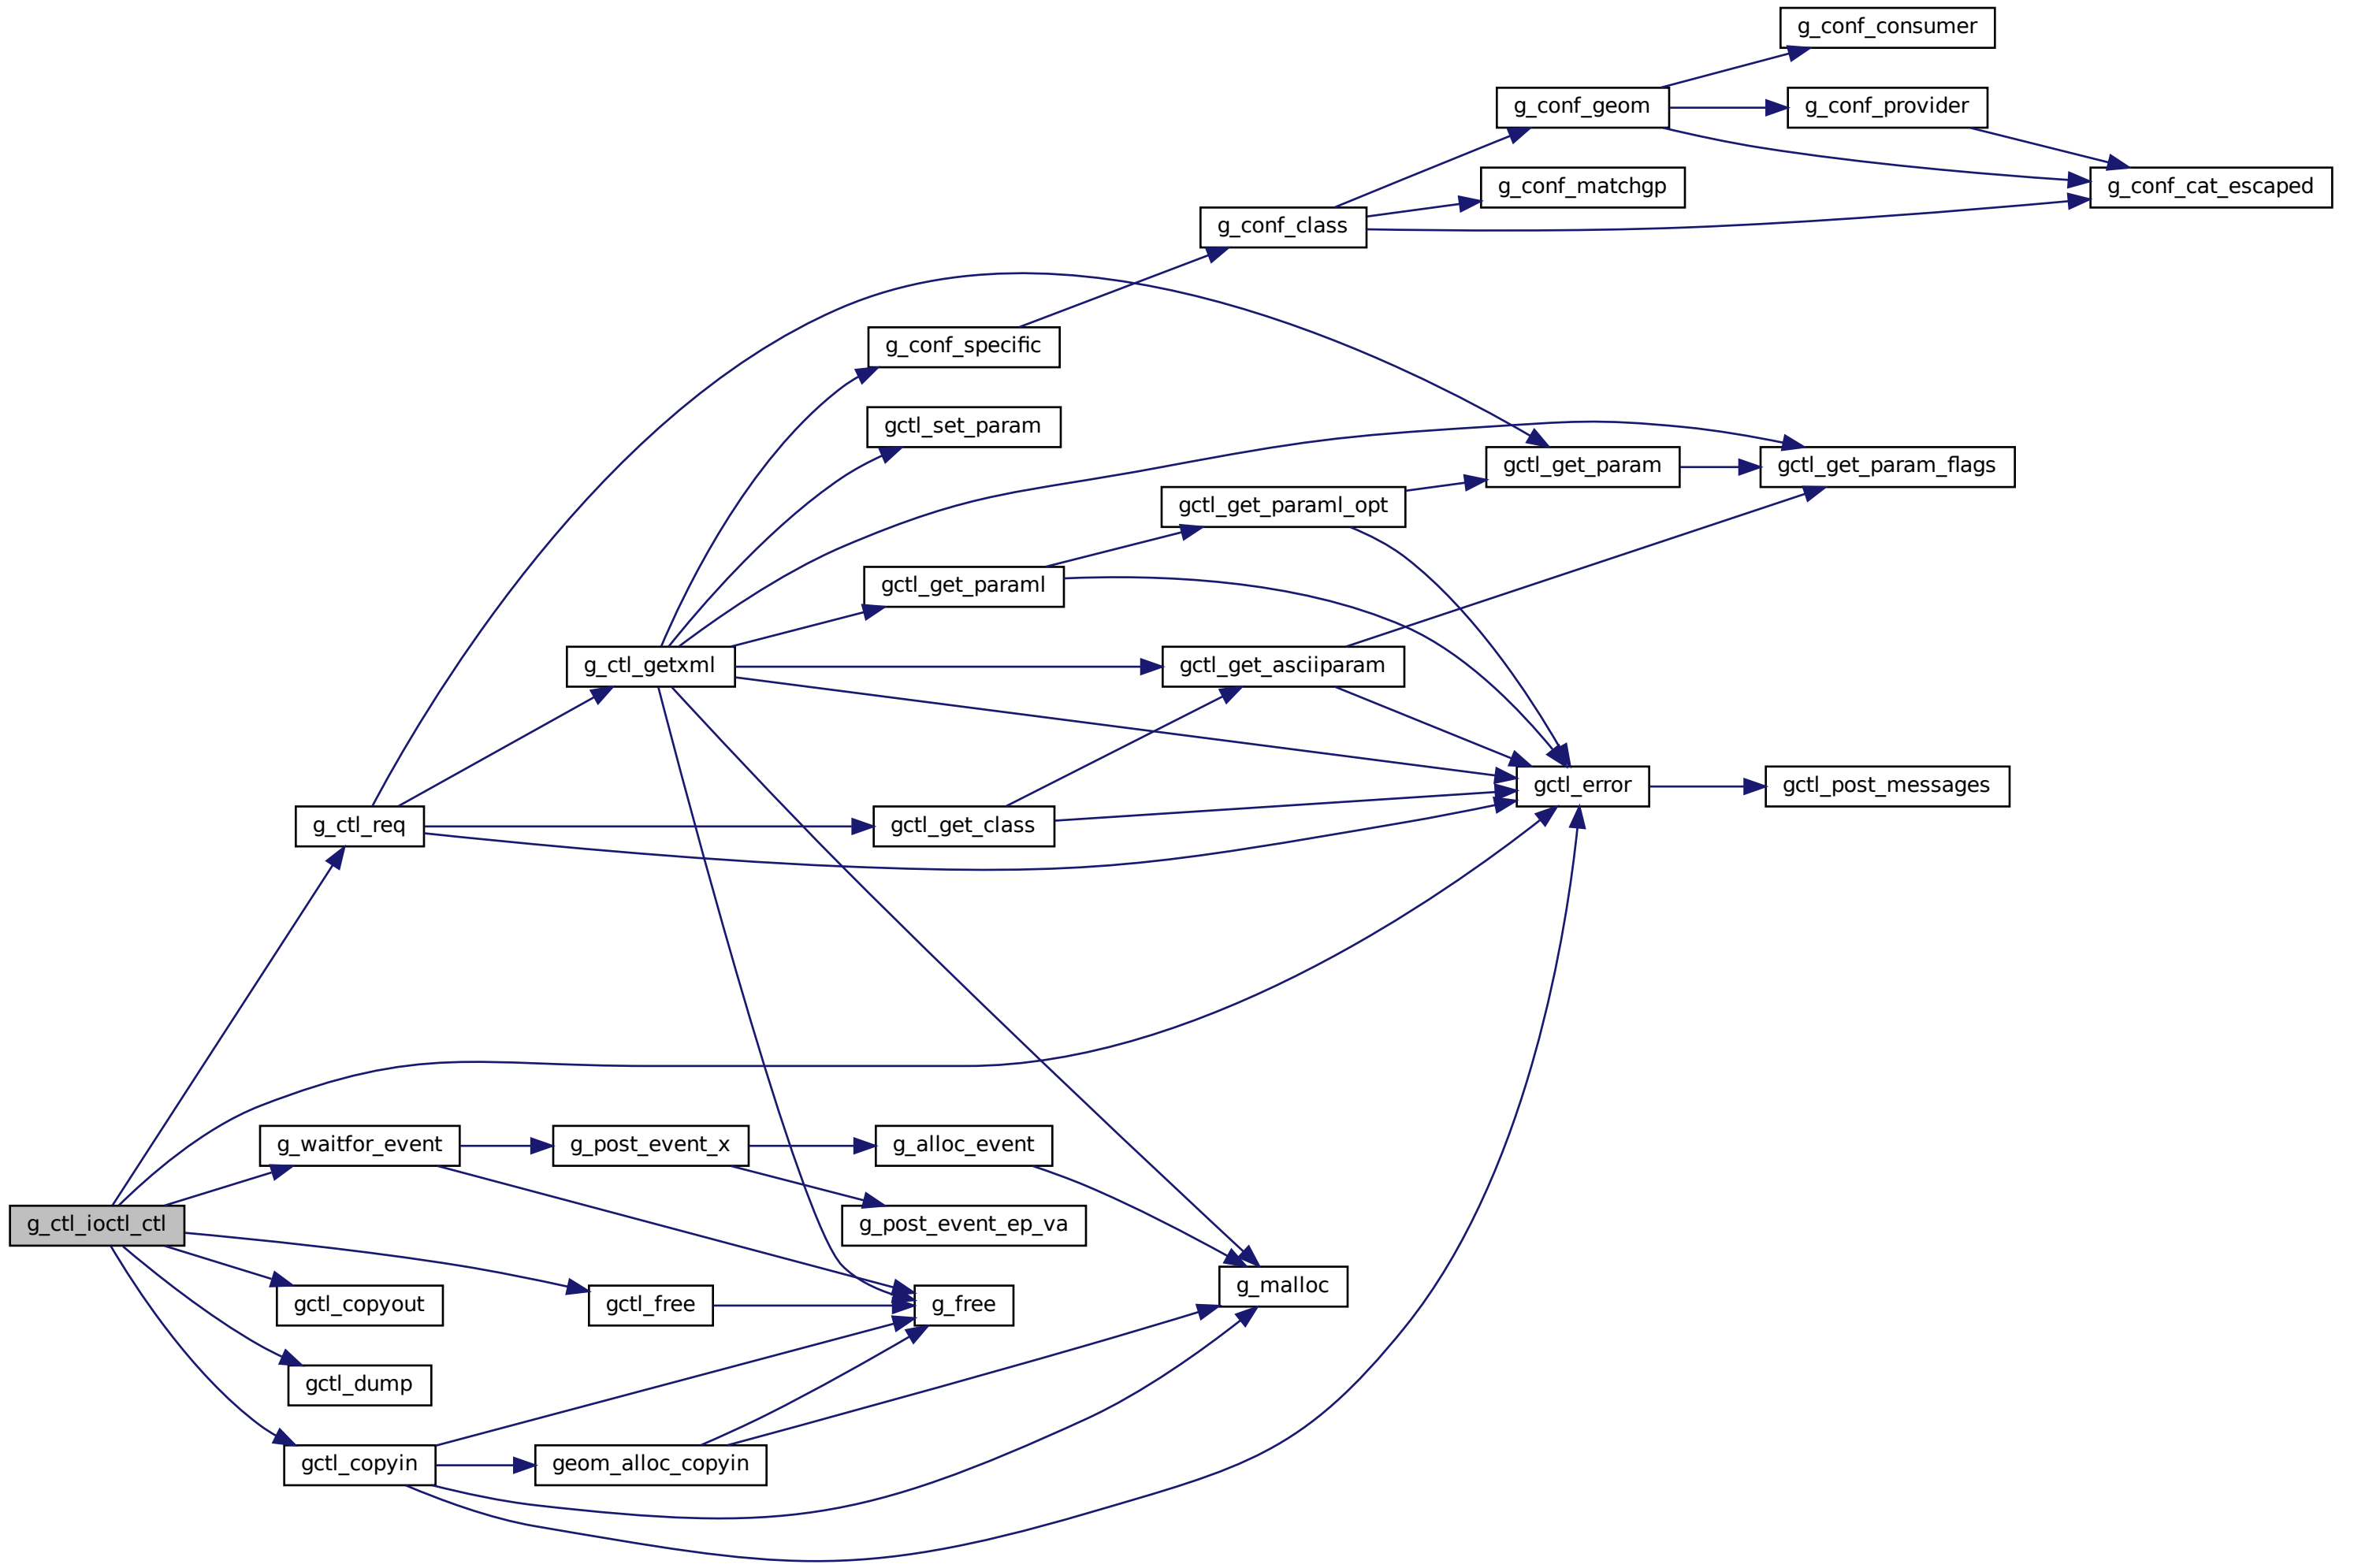 g_conf_consumer
g_conf_geom
g_conf_provider
g_conf_matchgp
g_conf_cat_escaped
g_conf_class
g_conf_specific
gctl_set_param
gctl_get_param
gctl_get_param_flags
gctl_get_paraml_opt
gctl_get_paraml
g_ctl_getxml
gctl_get_asciiparam
gctl_error
gctl_post_messages
g_ctl_req
gctl_get_class
g_waitfor_event
g_post_event_x
g_alloc_event
g_ctl_ioctl_ctl
g_post_event_ep_va
g_malloc
gctl_copyout
gctl_free
g_free
gctl_dump
gctl_copyin
geom_alloc_copyin